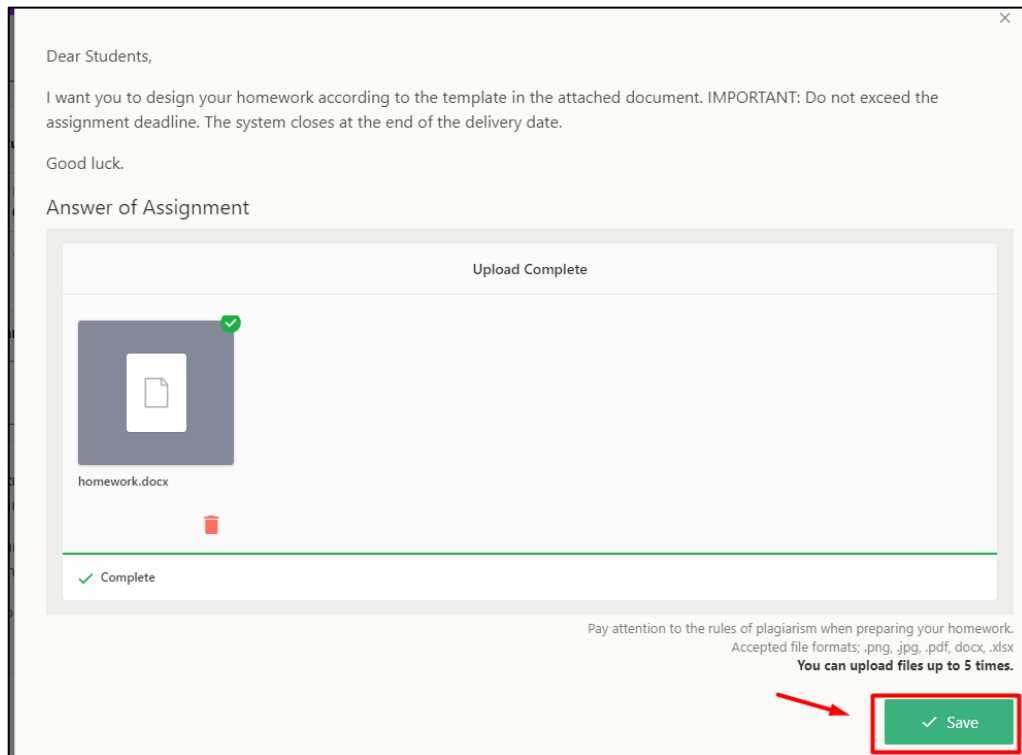 Dear Students,
I want you to design your homework according to the template in the attached document. IMPORTANT: Do not exceed the
assignment deadline. The system closes at the end of the delivery date.
Good luck.
Answer of Assignment
Upload Complete
homework.docx
Complete
Pay attention to the rules of plagiarism when preparing your homework.
Accepted file formats; .png, .jpg, .pdf, docx, .xlsx
You can upload files up to 5 times.
Save